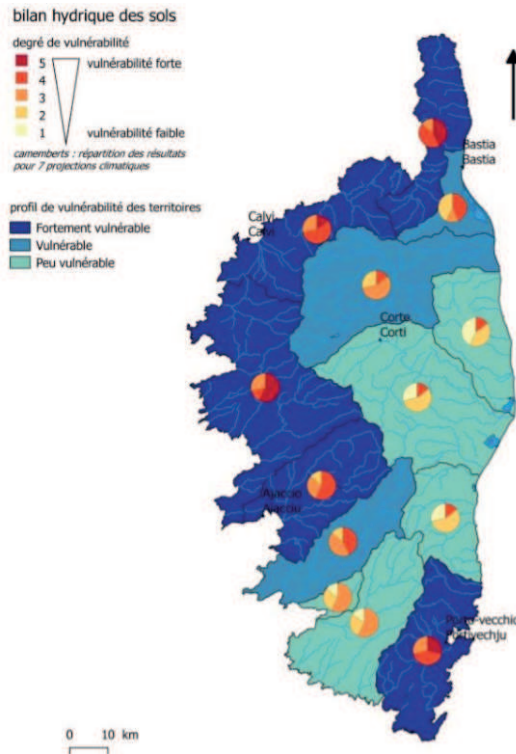 bilan hydrique des sols
degré de vulnérabilité
5 vulnérabilité forte
4
3
2
1 vulnérabilité faible
camemberts : répartition des résultats
pour 7 projections climatiques
profil de vulnérabilité des territoires
Fortement vulnérable
Vulnérable
Peu vulnérable
Bastia
Bastia
Calvi
Calvi
Corte
Corti
Ajaccio
Aiacciu
Porto-vecchio
Portivechju
0 10 km